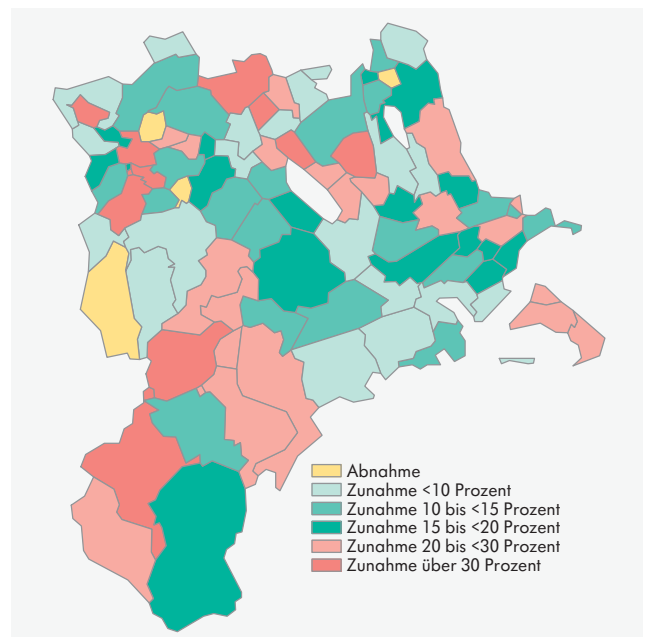 Abnahme
Zunahme <10 Prozent
Zunahme 10 bis <15 Prozent
Zunahme 15 bis <20 Prozent
Zunahme 20 bis <30 Prozent
Zunahme über 30 Prozent